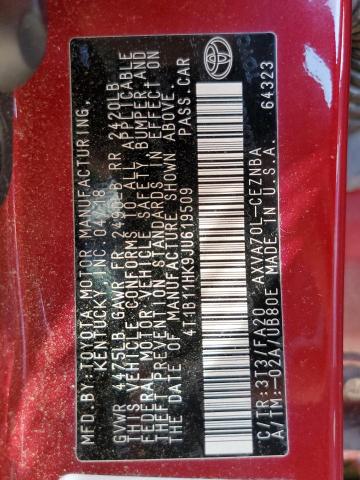 MFD. BY: TOYOTA MOTOR MANUFACTURING,
KENTUCKY, INC. 04/18
GVWR 4475LB GAWR FR 2490LB RR 2420LB
THIS VEHICLE CONFORMS TO ALL APPLICABLE
FEDERAL MOTOR VEHICLE SAFETY, BUMPER, AND
THEFT PREVENTION STANDARDS IN EFFECT ON
THE DATE OF MANUFACTURE SHOWN ABOVE.
4T1B11HK9JU619509 PASS.CAR
C/TR:3T3/FA20 AXVA70L-CEZNBA
A/TM:-02A/UB80E MADE IN U.S.A. 64323